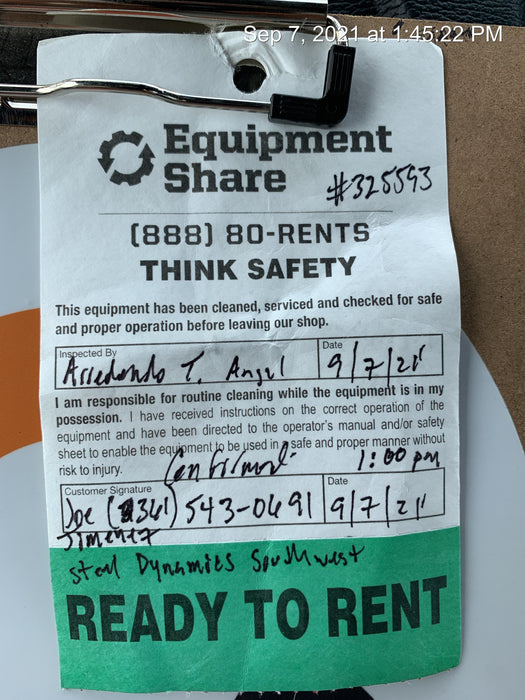 Sep 7, 2021 at 1:45:22 PM
Equipment
Share
#325593
(888) 80-RENTS
THINK SAFETY
This equipment has been cleaned, serviced and checked for safe
and proper operation before leaving our shop.
Inspected By
Date
Arredondo T. Angel
9/7/21
I am responsible for routine cleaning while the equipment is in my
possession. I have received instructions on the correct operation of the
equipment and have been directed to the operator's manual and/or safety
sheet to enable the equipment to be used in a safe and proper manner without
risk to injury.
1:00 pm
Customer Signature
Date
Joe (361) 543-0691
9/7/21
Jimenez
Steel Dynamics Southwest
READY TO RENT